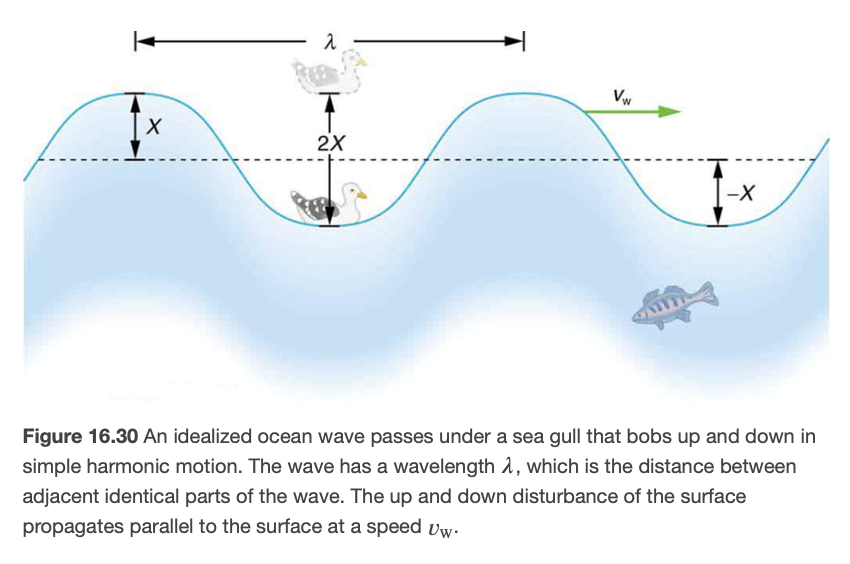 λ
X
2X
v_w
–X
Figure 16.30 An idealized ocean wave passes under a sea gull that bobs up and down in
simple harmonic motion. The wave has a wavelength λ, which is the distance between
adjacent identical parts of the wave. The up and down disturbance of the surface
propagates parallel to the surface at a speed v_w.